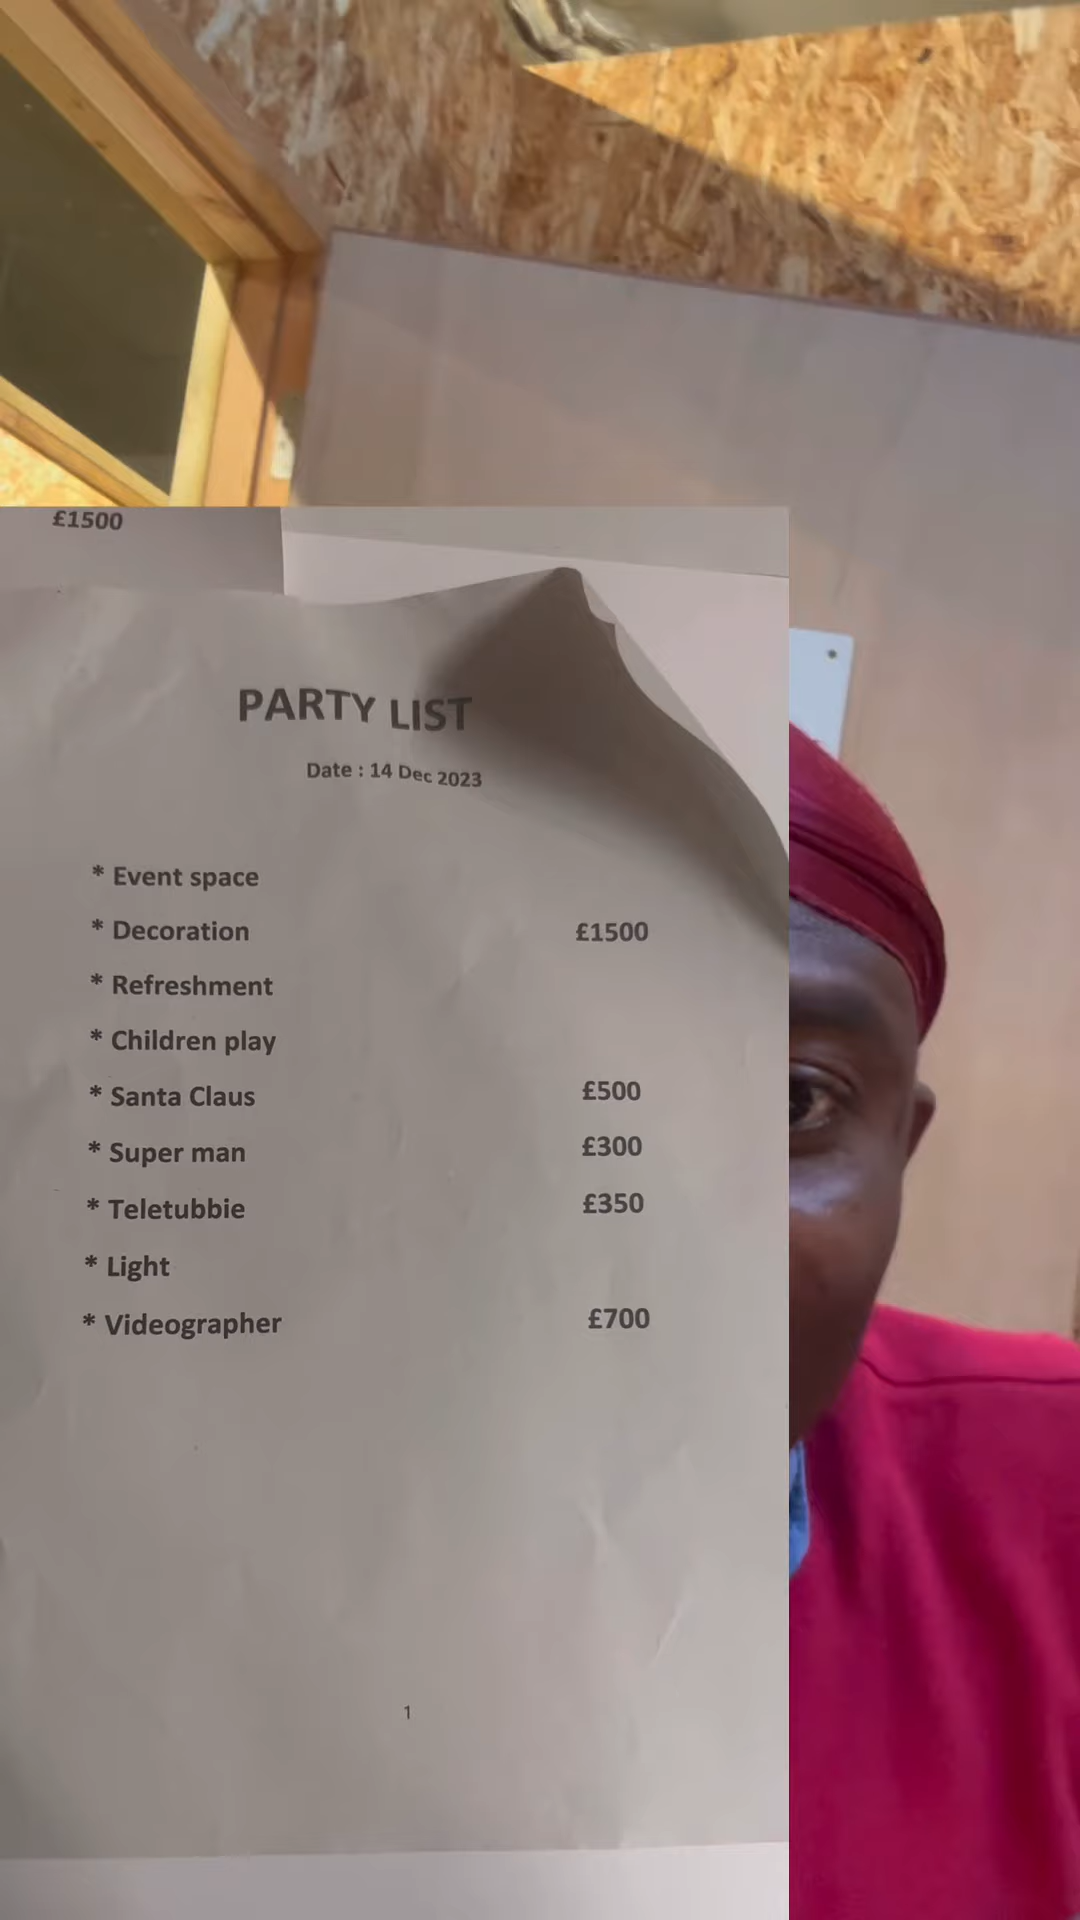 £1500
PARTY LIST
Date : 14 Dec 2023
* Event space
* Decoration £1500
* Refreshment
* Children play
* Santa Claus £500
* Super man £300
* Teletubbie £350
* Light
* Videographer £700
1